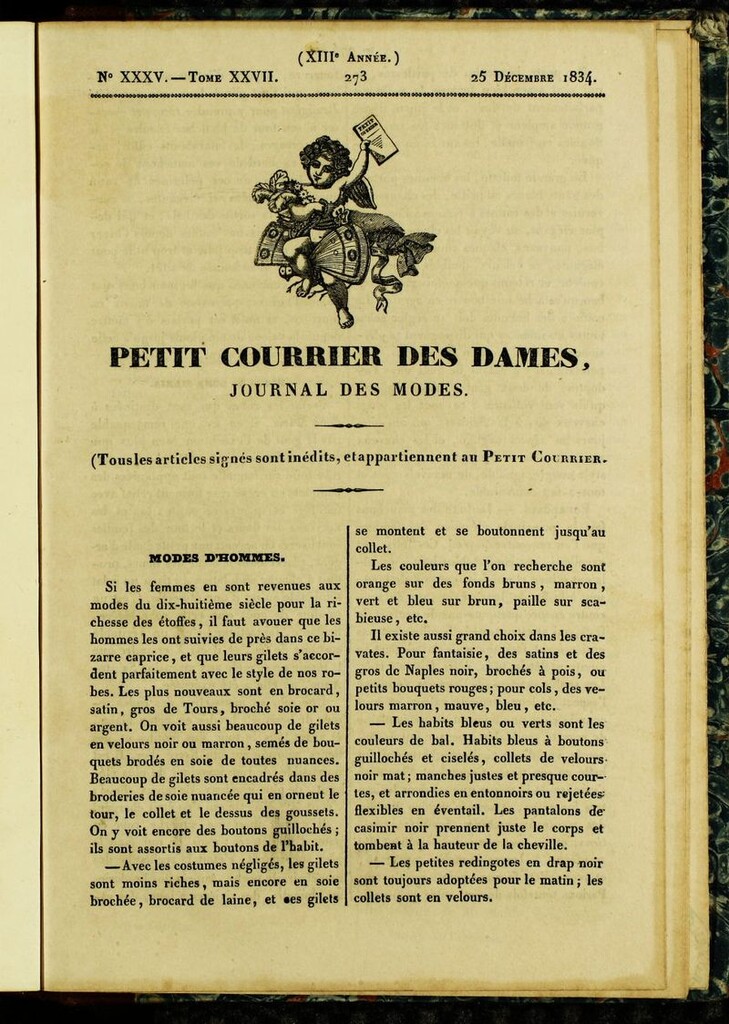 (XIIIe Année.)
No XXXV.—Tome XXVII. 273 25 Décembre 1834.
PETIT COURRIER DES DAMES,
JOURNAL DES MODES.
(Tous les articles signés sont inédits, et appartiennent au Petit Courrier.
MODES D'HOMMES.
Si les femmes en sont revenues aux
modes du dix-huitième siècle pour la ri-
chesse des étoffes, il faut avouer que les
hommes les ont suivies de près dans ce bi-
zarre caprice, et que leurs gilets s'accor-
dent parfaitement avec le style de nos ro-
bes. Les plus nouveaux sont en brocard,
satin, gros de Tours, broché soie or ou
argent. On voit aussi beaucoup de gilets
en velours noir ou marron, semés de bou-
quets brodés en soie de toutes nuances.
Beaucoup de gilets sont encadrés dans des
broderies de soie nuancée qui en ornent le
tour, le collet et le dessus des goussets.
On y voit encore des boutons guillochés;
ils sont assortis aux boutons de l'habit.
—Avec les costumes négligés, les gilets
sont moins riches, mais encore en soie
brochée, brocard de laine, et ces gilets
se montent et se boutonnent jusqu'au
collet.
Les couleurs que l'on recherche sont
orange sur des fonds bruns, marron,
vert et bleu sur brun, paille sur sca-
bieuse, etc.
Il existe aussi grand choix dans les cra-
vates. Pour fantaisie, des satins et des
gros de Naples noir, brochés à pois, ou
petits bouquets rouges; pour cols, des ve-
lours marron, mauve, bleu, etc.
— Les habits bleus ou verts sont les
couleurs de bal. Habits bleus à boutons
guillochés et ciselés, collets de velours
noir mat; manches justes et presque cour-
tes, et arrondies en entonnoirs ou rejetées
flexibles en éventail. Les pantalons de
casimir noir prennent juste le corps et
tombent à la hauteur de la cheville.
— Les petites redingotes en drap noir
sont toujours adoptées pour le matin; les
collets sont en velours.